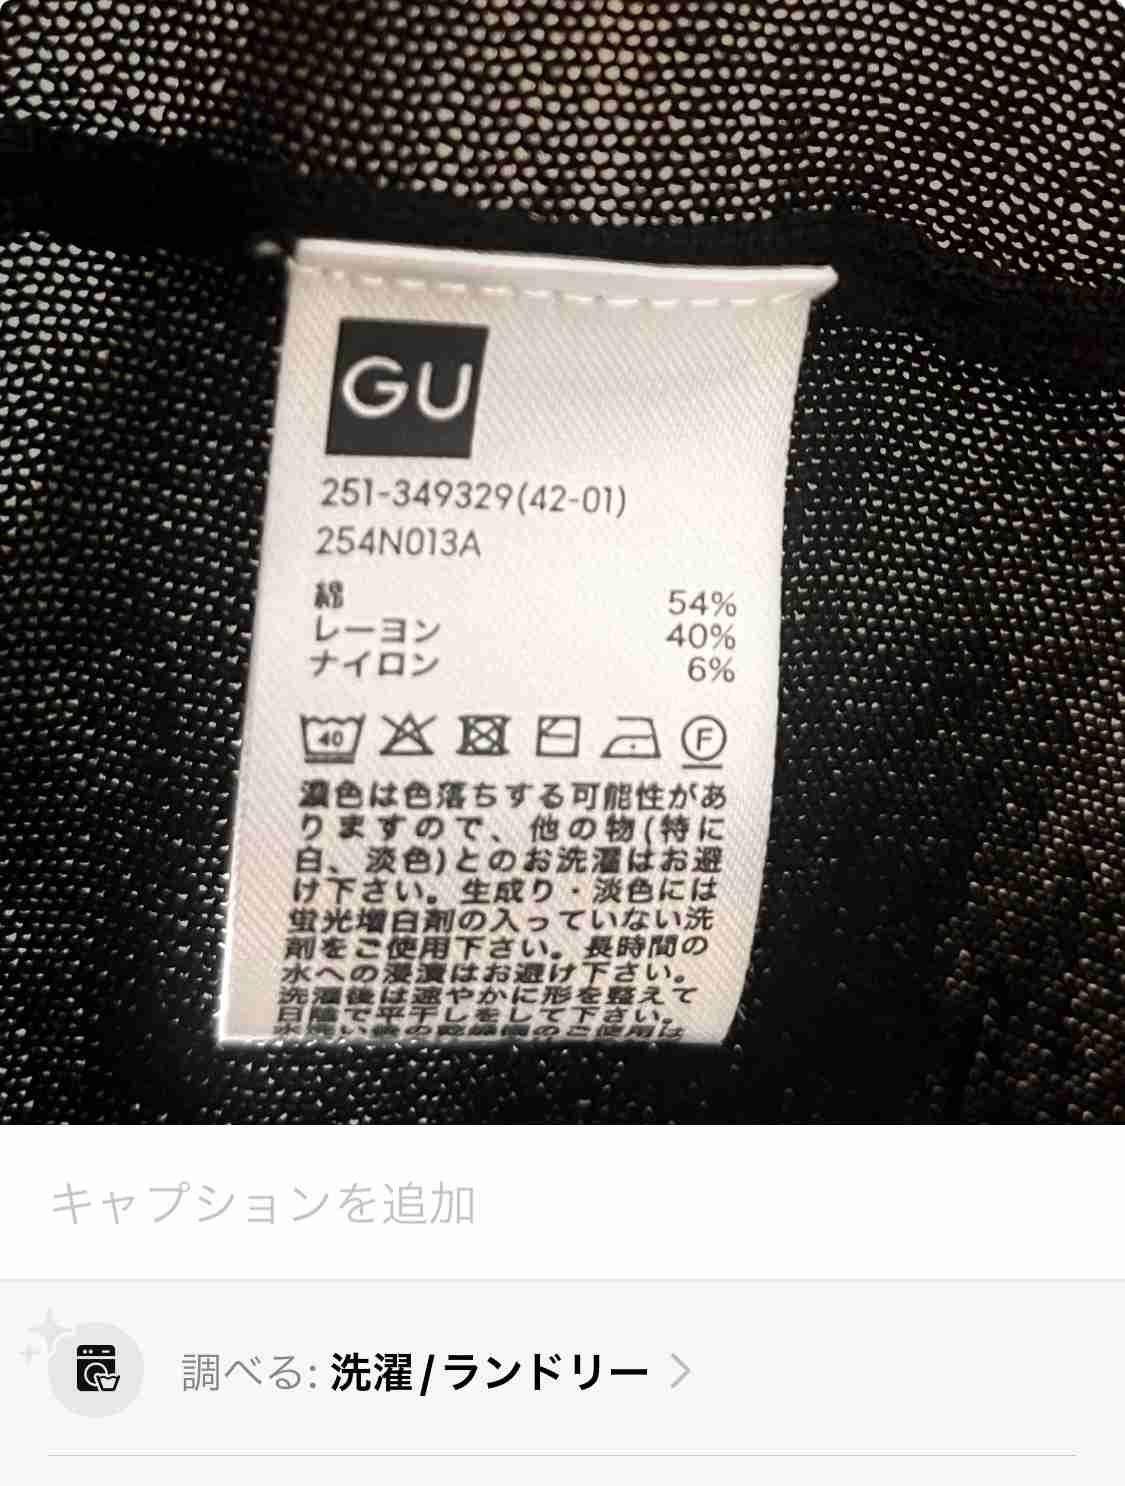 GU
251-349329(42-01)
254N013A
綿 54%
レーヨン 40%
ナイロン 6%
40 F
濃色は色落ちする可能性があ
りますので、他の物(特に
白、淡色)とのお洗濯はお避
け下さい。生成り・淡色には
蛍光増白剤の入っていない洗
剤をご使用下さい。長時間の
水への浸漬はお避け下さい。
洗濯後は速やかに形を整えて
日陰で平干しをして下さい。
キャプションを追加
調べる: 洗濯/ランドリー